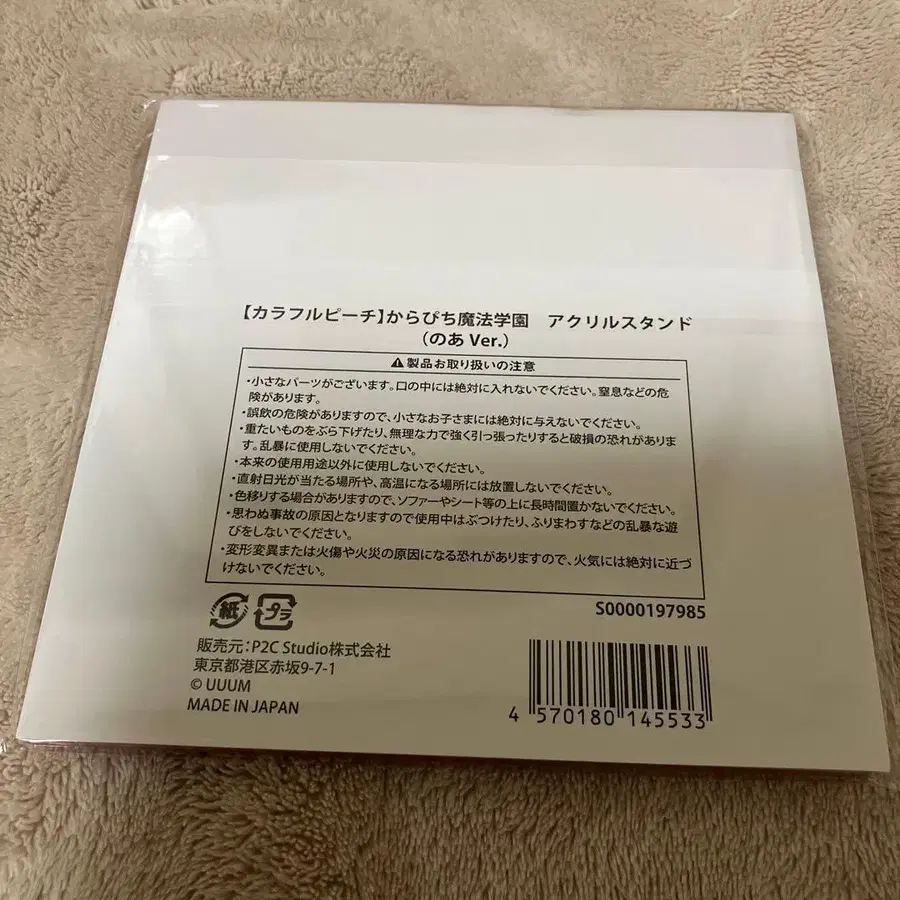 【カラフルピーチ】からぴち魔法学園 アクリルスタンド
（のあ Ver.）
⚠製品お取り扱いの注意
・小さなパーツがございます。口の中には絶対に入れないでください。窒息などの危
険があります。
・誤飲の危険がありますので、小さなお子さまには絶対に与えないでください。
・重たいものをぶら下げたり、無理な力で強く引っ張ったりすると破損の恐れがありま
す。乱暴に使用しないでください。
・本来の使用用途以外に使用しないでください。
・直射日光が当たる場所や、高温になる場所には放置しないでください。
・色移りする場合がありますので、ソファーやシート等の上に長時間置かないでください。
・思わぬ事故の原因となりますので使用中はぶつけたり、ふりまわすなどの乱暴な遊
びをしないでください。
・変形変異または火傷や火災の原因になる恐れがありますので、火気には絶対に近づ
けないでください。
S0000197985
紙 プラ
販売元：P2C Studio株式会社
東京都港区赤坂9-7-1
© UUUM
MADE IN JAPAN
4 570180 145533